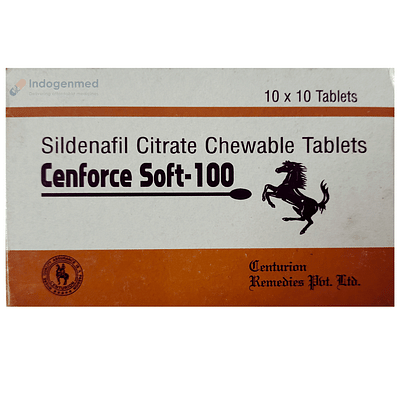 Indogenmed
10 x 10 Tablets
Sildenafil Citrate Chewable Tablets
Cenforce Soft-100
Centurion
Remedies Pvt. Ltd.